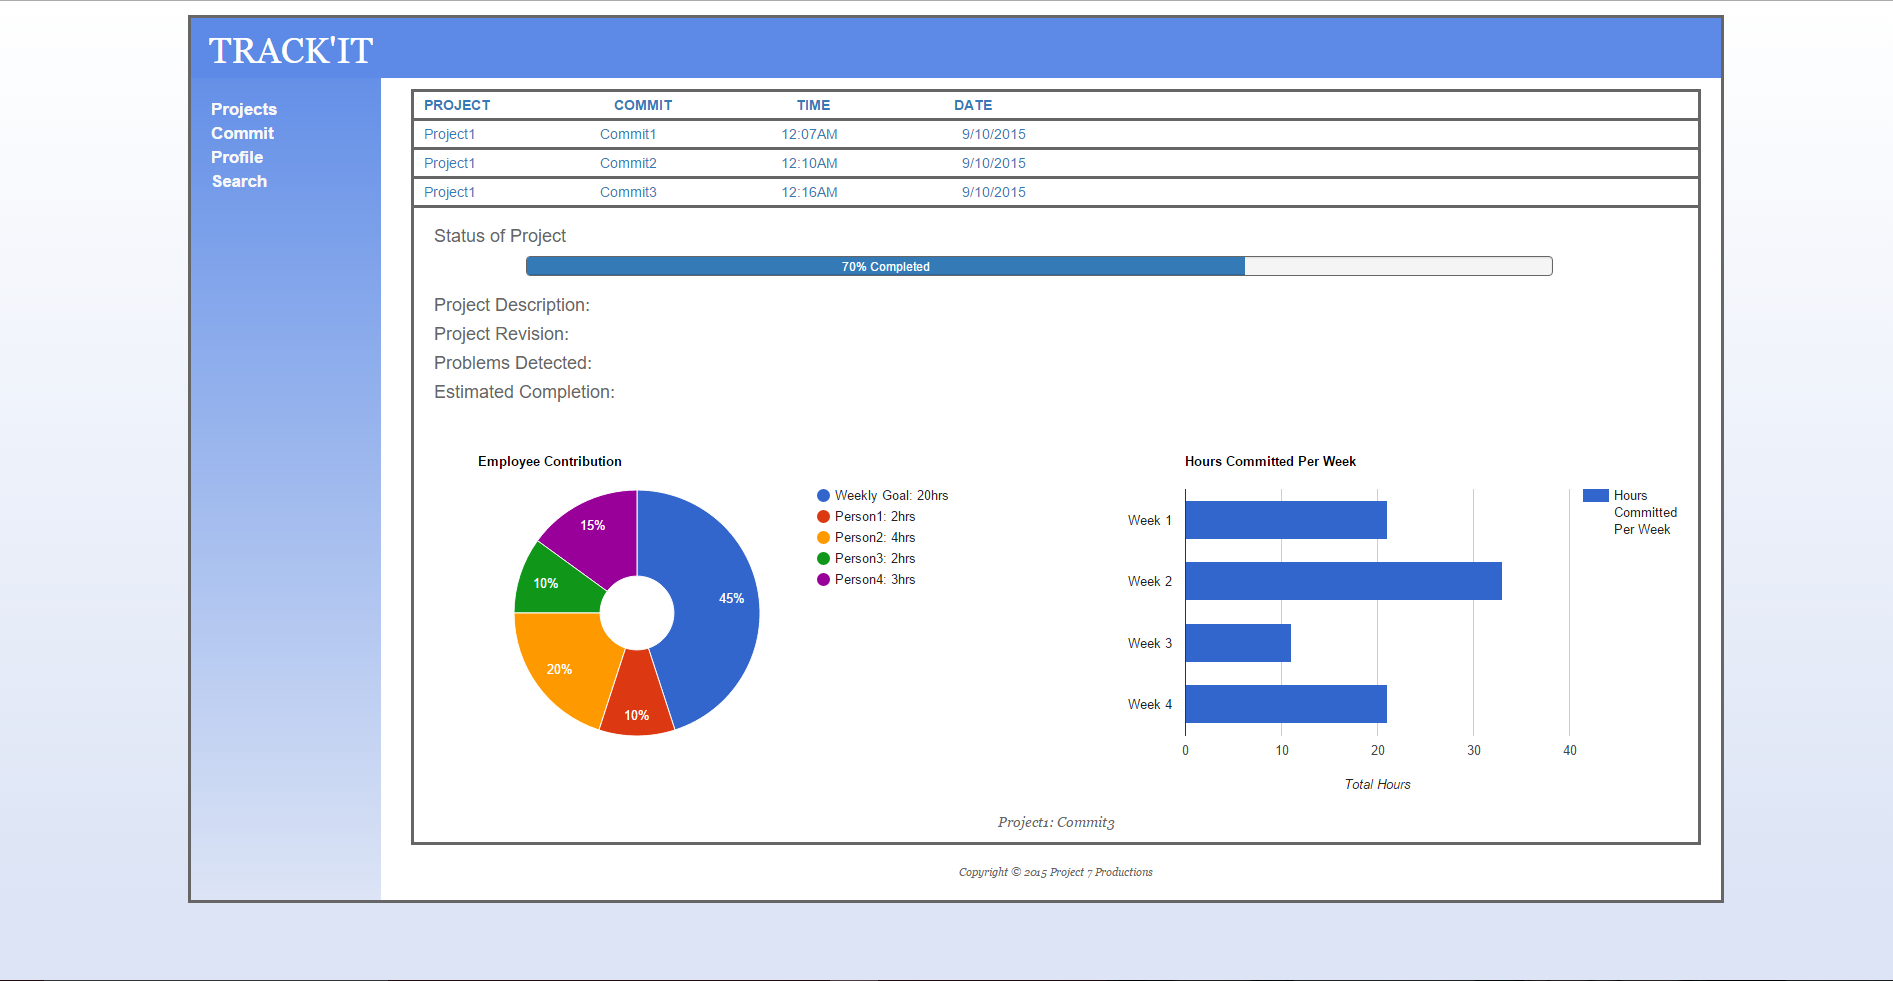 TRACK'IT
Projects
Commit
Profile
Search
PROJECT COMMIT TIME DATE
Project1 Commit1 12:07AM 9/10/2015
Project1 Commit2 12:10AM 9/10/2015
Project1 Commit3 12:16AM 9/10/2015
Status of Project
70% Completed
Project Description:
Project Revision:
Problems Detected:
Estimated Completion:
Employee Contribution
15%
10%
45%
20%
10%
Weekly Goal: 20hrs
Person1: 2hrs
Person2: 4hrs
Person3: 2hrs
Person4: 3hrs
Hours Committed Per Week
Week 1
Week 2
Week 3
Week 4
0 10 20 30 40
Total Hours
Hours
Committed
Per Week
Project1: Commit3
Copyright © 2015 Project 7 Productions